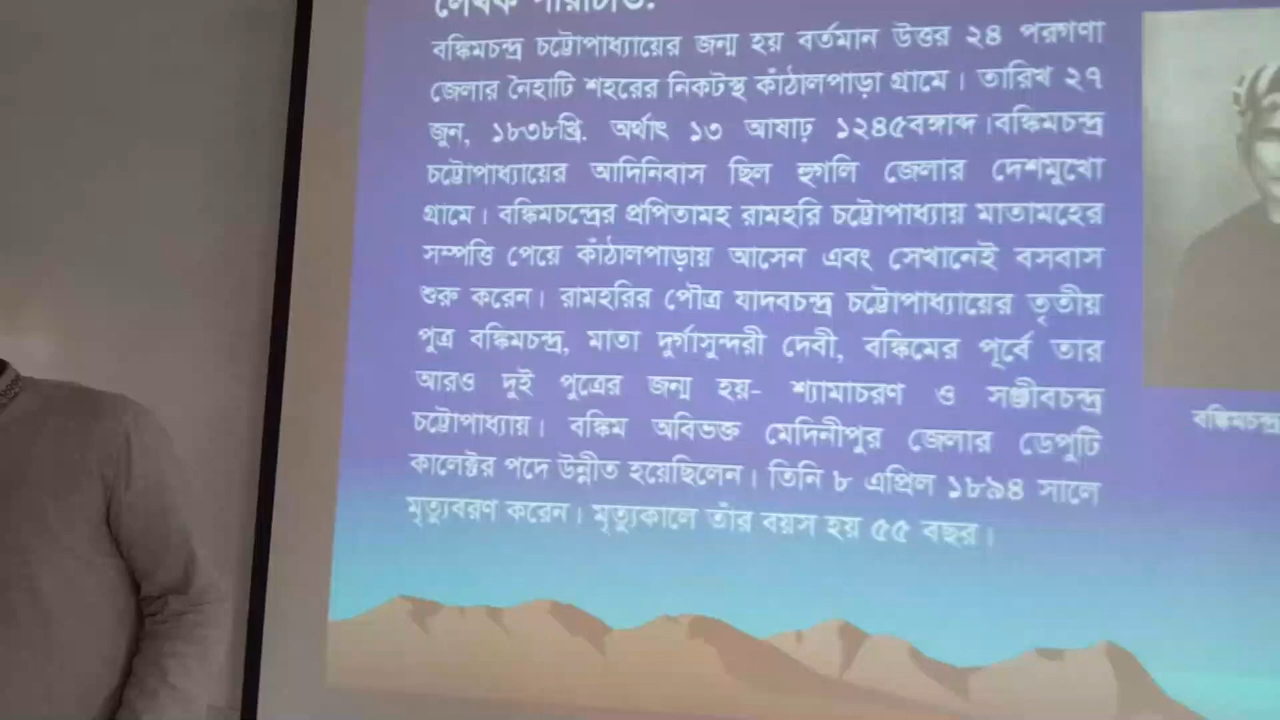 লেখক পরিচিতি:
বঙ্কিমচন্দ্র চট্টোপাধ্যায়ের জন্ম হয় বর্তমান উত্তর ২৪ পরগণা
জেলার নৈহাটি শহরের নিকটস্থ কাঁঠালপাড়া গ্রামে। তারিখ ২৭
জুন, ১৮৩৮খ্রি. অর্থাৎ ১৩ আষাঢ় ১২৪৫বঙ্গাব্দ।বঙ্কিমচন্দ্র
চট্টোপাধ্যায়ের আদিনিবাস ছিল হুগলি জেলার দেশমুখো
গ্রামে। বঙ্কিমচন্দ্রের প্রপিতামহ রামহরি চট্টোপাধ্যায় মাতামহের
সম্পত্তি পেয়ে কাঁঠালপাড়ায় আসেন এবং সেখানেই বসবাস
শুরু করেন। রামহরির পৌত্র যাদবচন্দ্র চট্টোপাধ্যায়ের তৃতীয়
পুত্র বঙ্কিমচন্দ্র, মাতা দুর্গাসুন্দরী দেবী, বঙ্কিমের পূর্বে তার
আরও দুই পুত্রের জন্ম হয়- শ্যামাচরণ ও সঞ্জীবচন্দ্র
চট্টোপাধ্যায়। বঙ্কিম অবিভক্ত মেদিনীপুর জেলার ডেপুটি
কালেক্টর পদে উন্নীত হয়েছিলেন। তিনি ৮ এপ্রিল ১৮৯৪ সালে
মৃত্যুবরণ করেন। মৃত্যুকালে তাঁর বয়স হয় ৫৫ বছর।
বঙ্কিমচন্দ্র